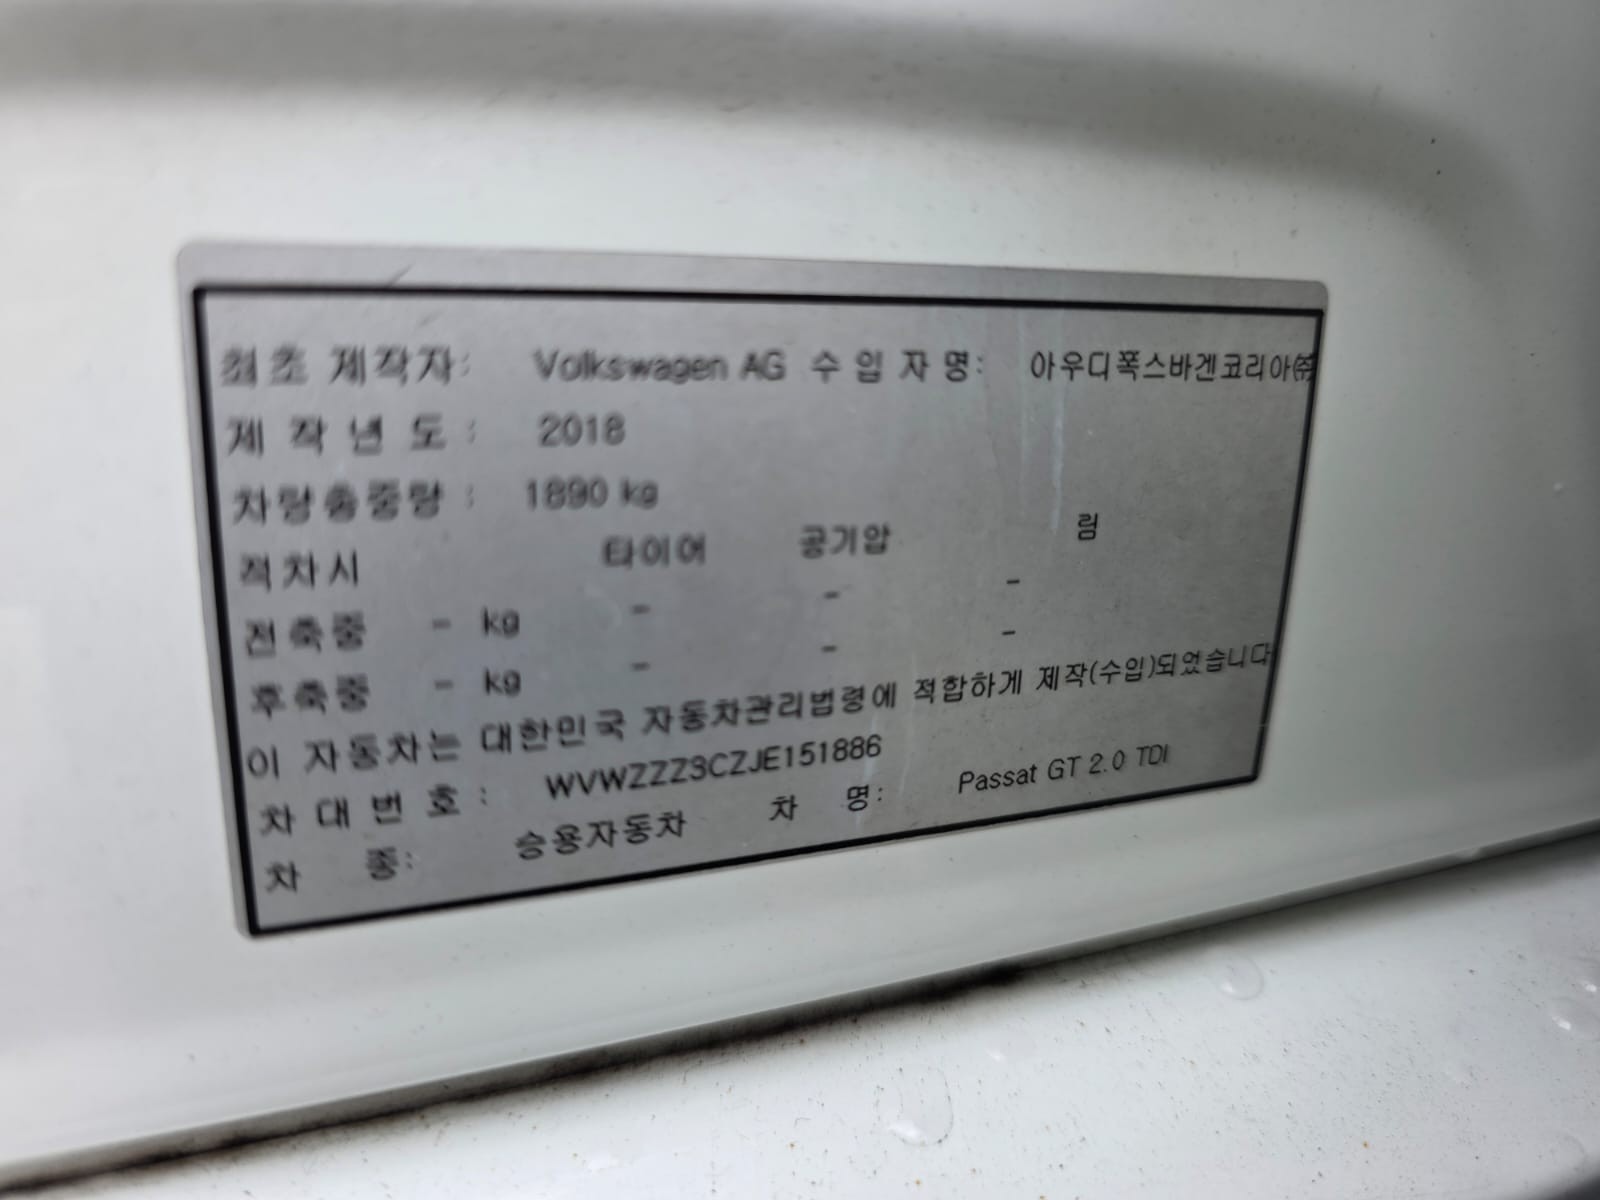 최초 제작자: Volkswagen AG 수 입 자 명: 아우디폭스바겐코리아㈜
제 작 년 도 : 2018
차량총중량 : 1890 kg
적차시 타이어 공기압 림
전축중 - kg - - -
후축중 - kg - - -
이 자동차는 대한민국 자동차관리법령에 적합하게 제작(수입)되었습니다
차 대 번 호 : WVWZZZ3CZJE151886
차 종: 승용자동차 차 명: Passat GT 2.0 TDI